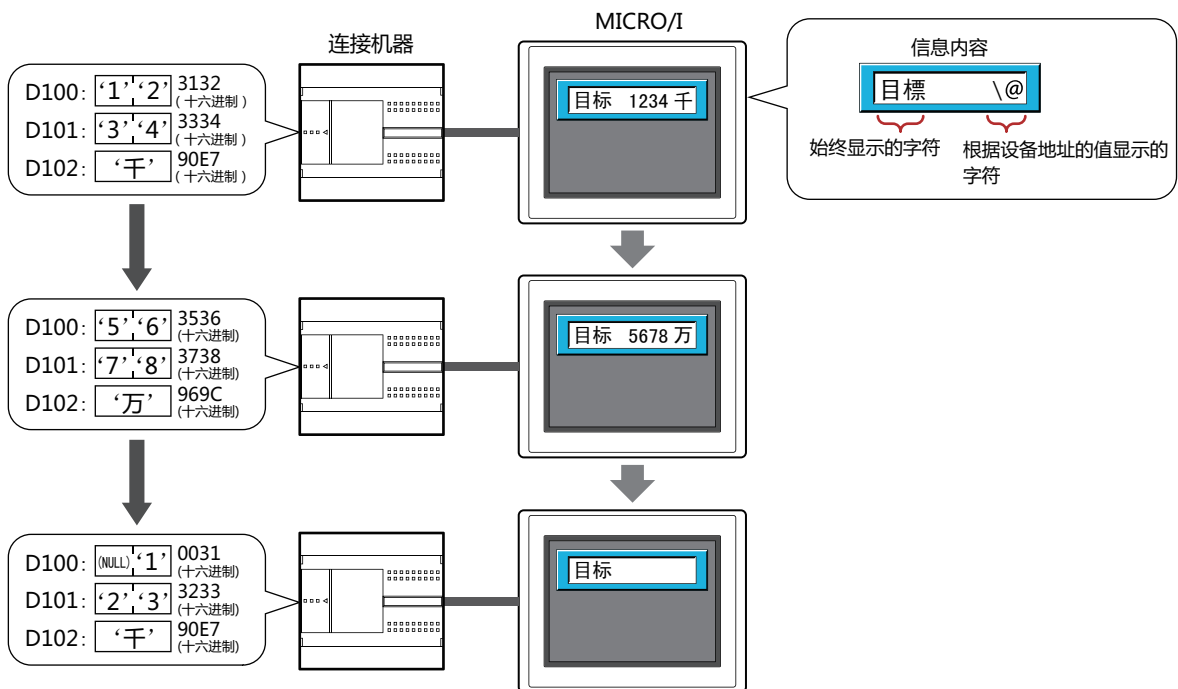 MICRO/I
连接机器
信息内容
目標 \@
始终显示的字符
根据设备地址的值显示的
字符
D100: '1' '2' 3132
(十六进制)
D101: '3' '4' 3334
(十六进制)
D102: '千' 90E7
(十六进制)
目标 1234 千
D100: '5' '6' 3536
(十六进制)
D101: '7' '8' 3738
(十六进制)
D102: '万' 969C
(十六进制)
目标 5678 万
D100: (NULL) '1' 0031
(十六进制)
D101: '2' '3' 3233
(十六进制)
D102: '千' 90E7
(十六进制)
目标